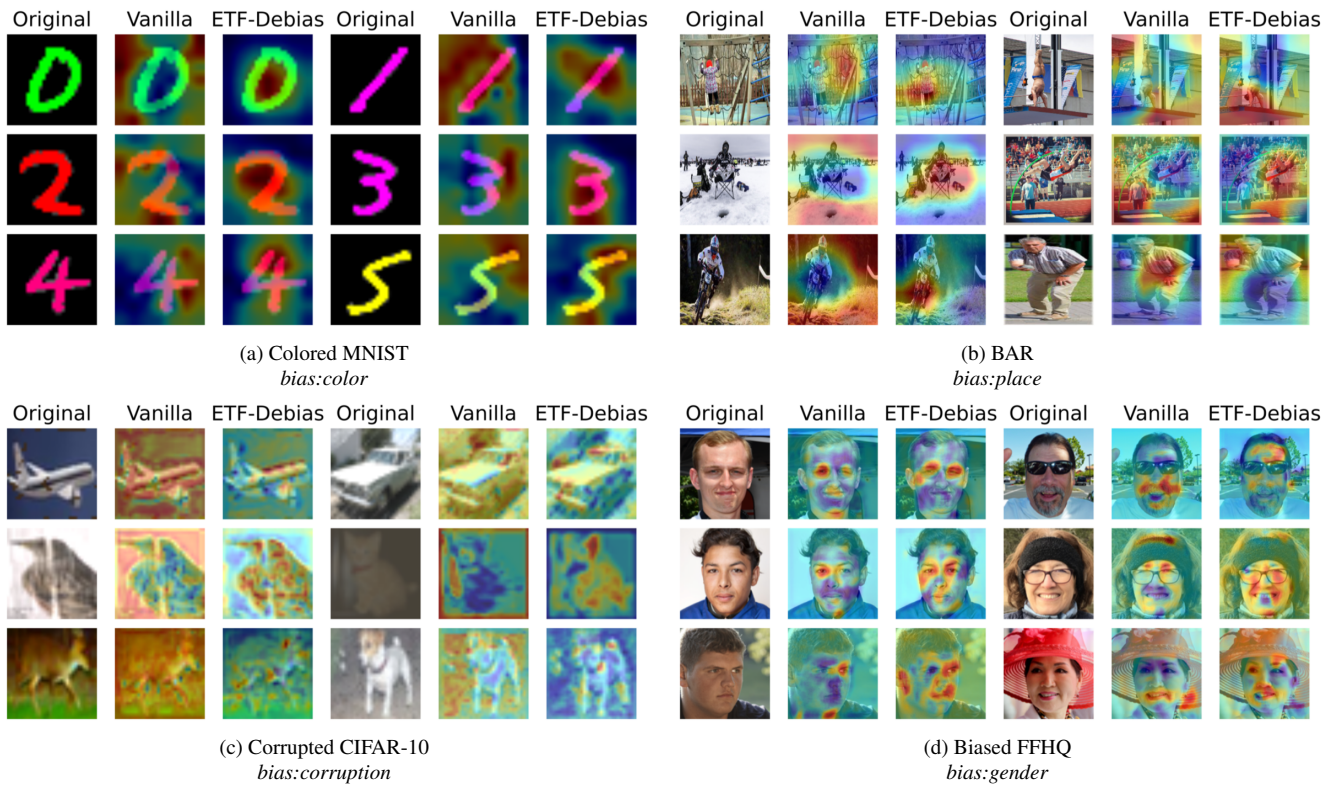 Original Vanilla ETF-Debias Original Vanilla ETF-Debias
(a) Colored MNIST
bias:color
Original Vanilla ETF-Debias Original Vanilla ETF-Debias
(b) BAR
bias:place
Original Vanilla ETF-Debias Original Vanilla ETF-Debias
(c) Corrupted CIFAR-10
bias:corruption
Original Vanilla ETF-Debias Original Vanilla ETF-Debias
(d) Biased FFHQ
bias:gender